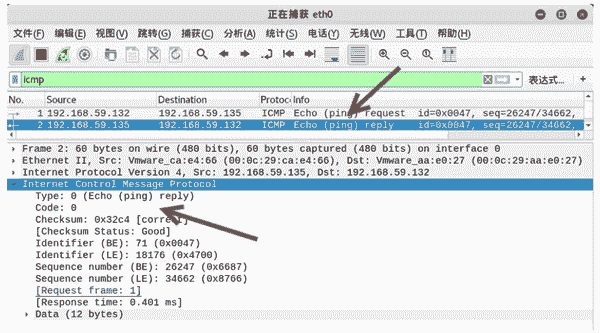 正在捕获 eth0
文件(F) 编辑(E) 视图(V) 跳转(G) 捕获(C) 分析(A) 统计(S) 电话(Y) 无线(W) 工具(T) 帮助(H)
icmp 表达式… +
No. Source Destination Protoc Info
1 192.168.59.132 192.168.59.135 ICMP Echo (ping) request id=0x0047, seq=26247/34662,
2 192.168.59.135 192.168.59.132 ICMP Echo (ping) reply id=0x0047, seq=26247/34662,
Frame 2: 60 bytes on wire (480 bits), 60 bytes captured (480 bits) on interface 0
Ethernet II, Src: Vmware_ca:e4:66 (00:0c:29:ca:e4:66), Dst: Vmware_aa:e0:27 (00:0c:29:aa:e0:27)
Internet Protocol Version 4, Src: 192.168.59.135, Dst: 192.168.59.132
Internet Control Message Protocol
Type: 0 (Echo (ping) reply)
Code: 0
Checksum: 0x32c4 [correct]
[Checksum Status: Good]
Identifier (BE): 71 (0x0047)
Identifier (LE): 18176 (0x4700)
Sequence number (BE): 26247 (0x6687)
Sequence number (LE): 34662 (0x8766)
[Request frame: 1]
[Response time: 0.401 ms]
Data (12 bytes)